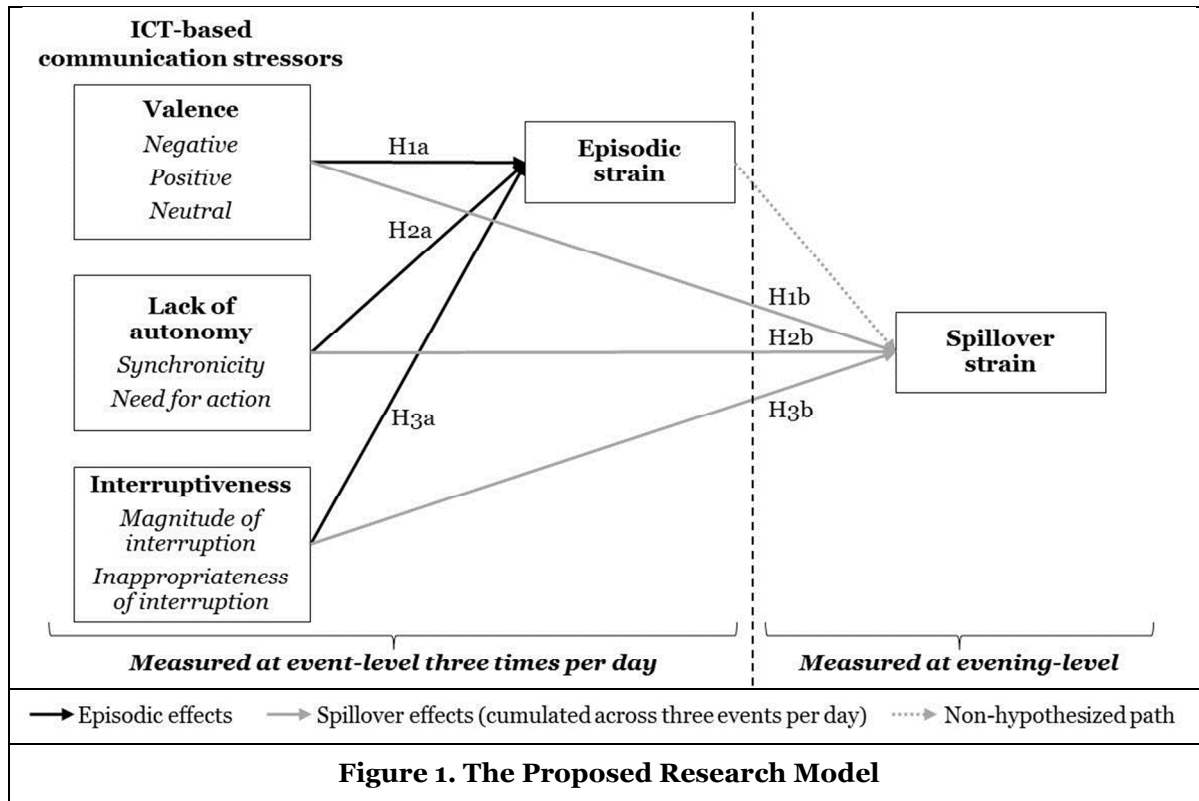 ICT-based
communication stressors
Valence
Negative
Positive
Neutral
H1a
Episodic
strain
H2a
Lack of
autonomy
Synchronicity
Need for action
H1b
H2b
Spillover
strain
H3a
H3b
Interruptiveness
Magnitude of
interruption
Inappropriateness
of interruption
Measured at event-level three times per day
Measured at evening-level
Episodic effects
Spillover effects (cumulated across three events per day)
Non-hypothesized path
Figure 1. The Proposed Research Model